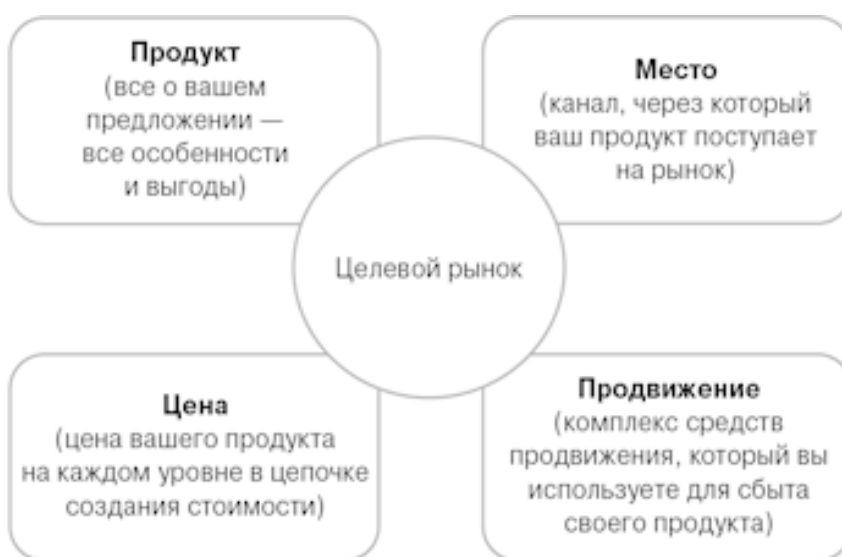 Продукт
(все о вашем
предложении —
все особенности
и выгоды)
Место
(канал, через который
ваш продукт поступает
на рынок)
Целевой рынок
Цена
(цена вашего продукта
на каждом уровне в цепочке
создания стоимости)
Продвижение
(комплекс средств
продвижения, который вы
используете для сбыта
своего продукта)